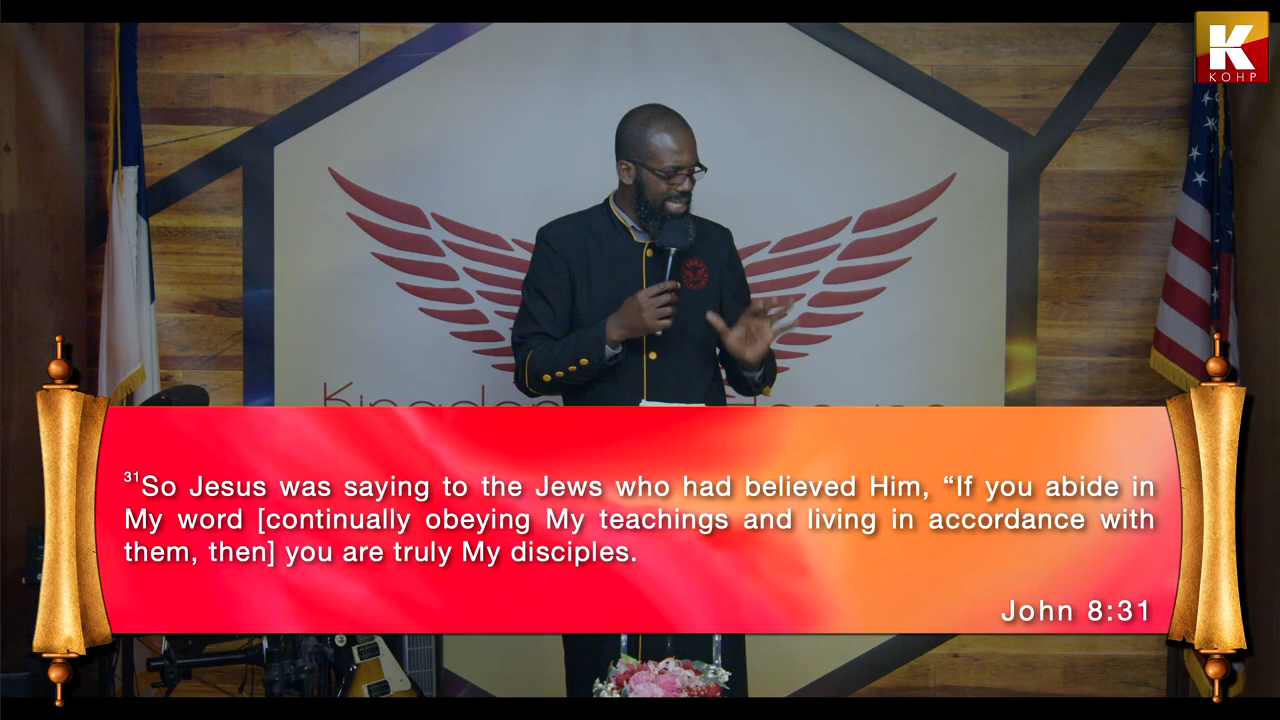 K
KOHP
³¹So Jesus was saying to the Jews who had believed Him, “If you abide in
My word [continually obeying My teachings and living in accordance with
them, then] you are truly My disciples.
John 8:31